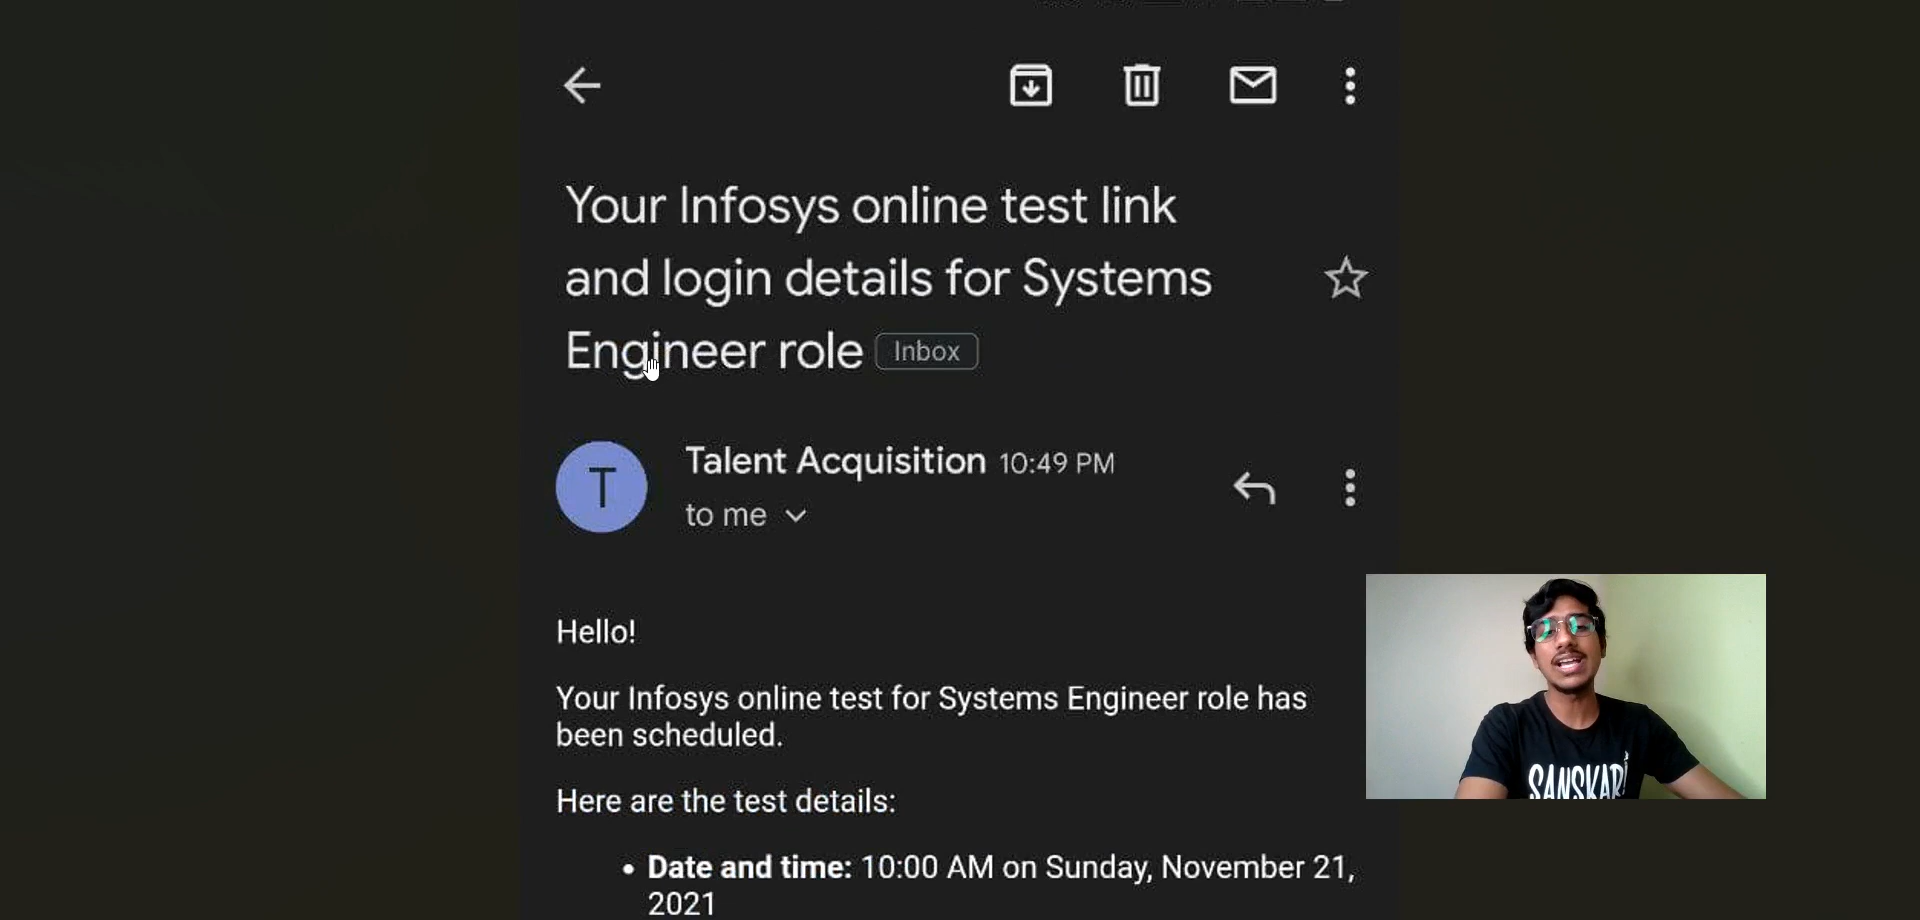 Your Infosys online test link
and login details for Systems
Engineer role Inbox
T
Talent Acquisition 10:49 PM
to me
Hello!
Your Infosys online test for Systems Engineer role has
been scheduled.
Here are the test details:
• Date and time: 10:00 AM on Sunday, November 21,
2021
SANSKARI